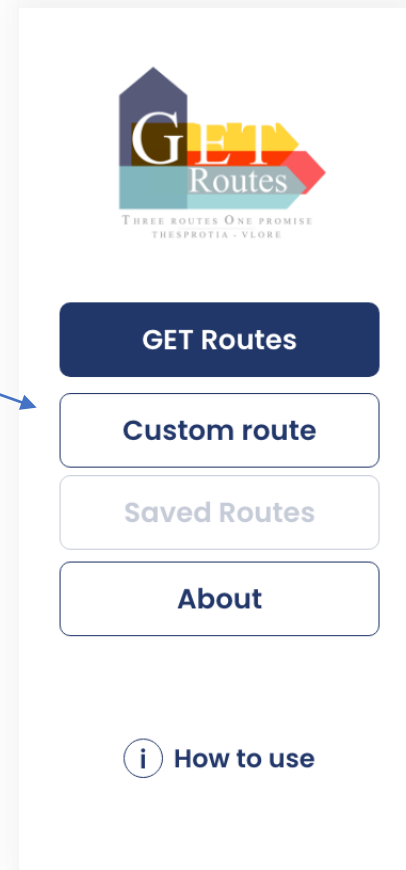 GET
Routes
THREE ROUTES ONE PROMISE
THESPROTIA - VLORE
GET Routes
Custom route
Saved Routes
About
i How to use